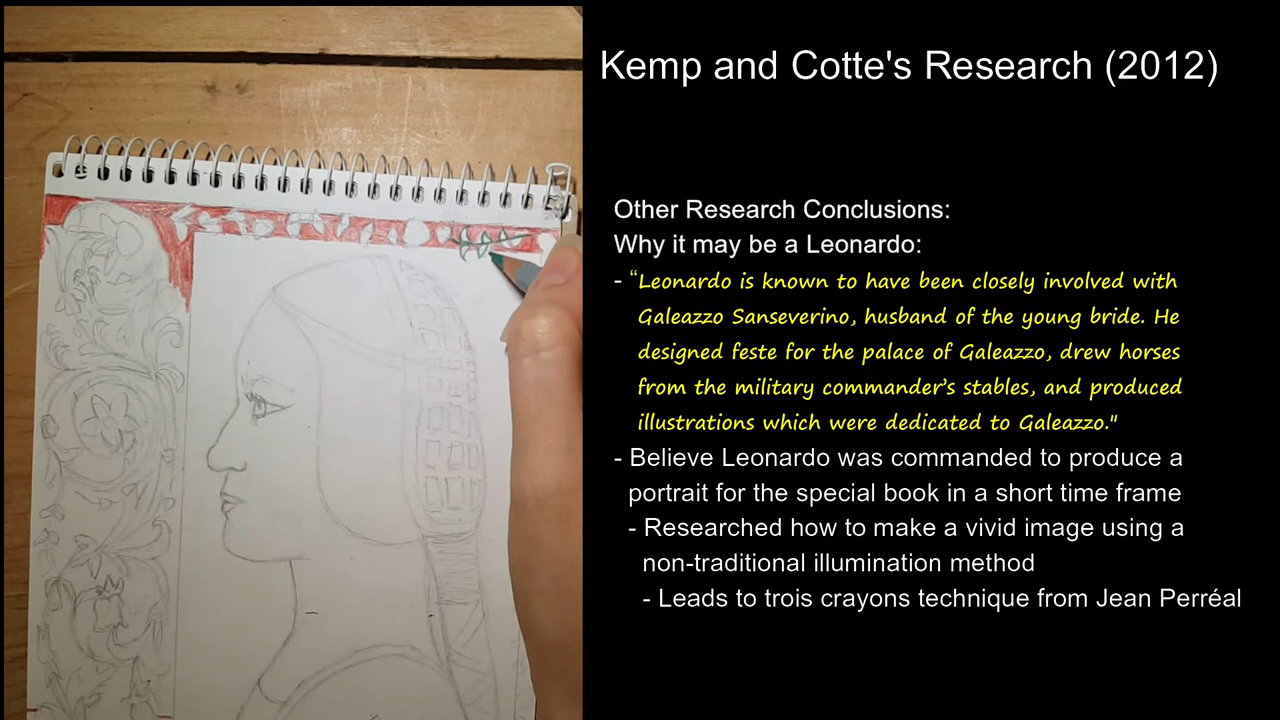 Kemp and Cotte's Research (2012)
Other Research Conclusions:
Why it may be a Leonardo:
- “Leonardo is known to have been closely involved with
Galeazzo Sanseverino, husband of the young bride. He
designed feste for the palace of Galeazzo, drew horses
from the military commander’s stables, and produced
illustrations which were dedicated to Galeazzo."
- Believe Leonardo was commanded to produce a
portrait for the special book in a short time frame
- Researched how to make a vivid image using a
non-traditional illumination method
- Leads to trois crayons technique from Jean Perréal